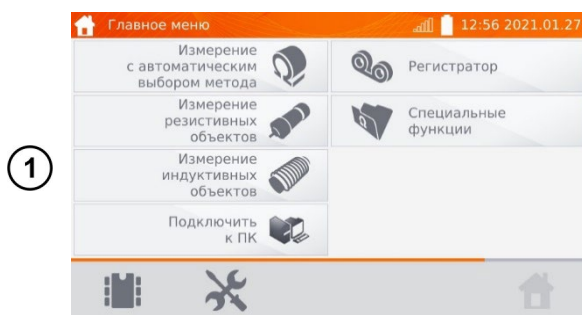 Главное меню
12:56 2021.01.27
Измерение
с автоматическим
выбором метода
Регистратор
Измерение
резистивных
объектов
Специальные
функции
1
Измерение
индуктивных
объектов
Подключить
к ПК